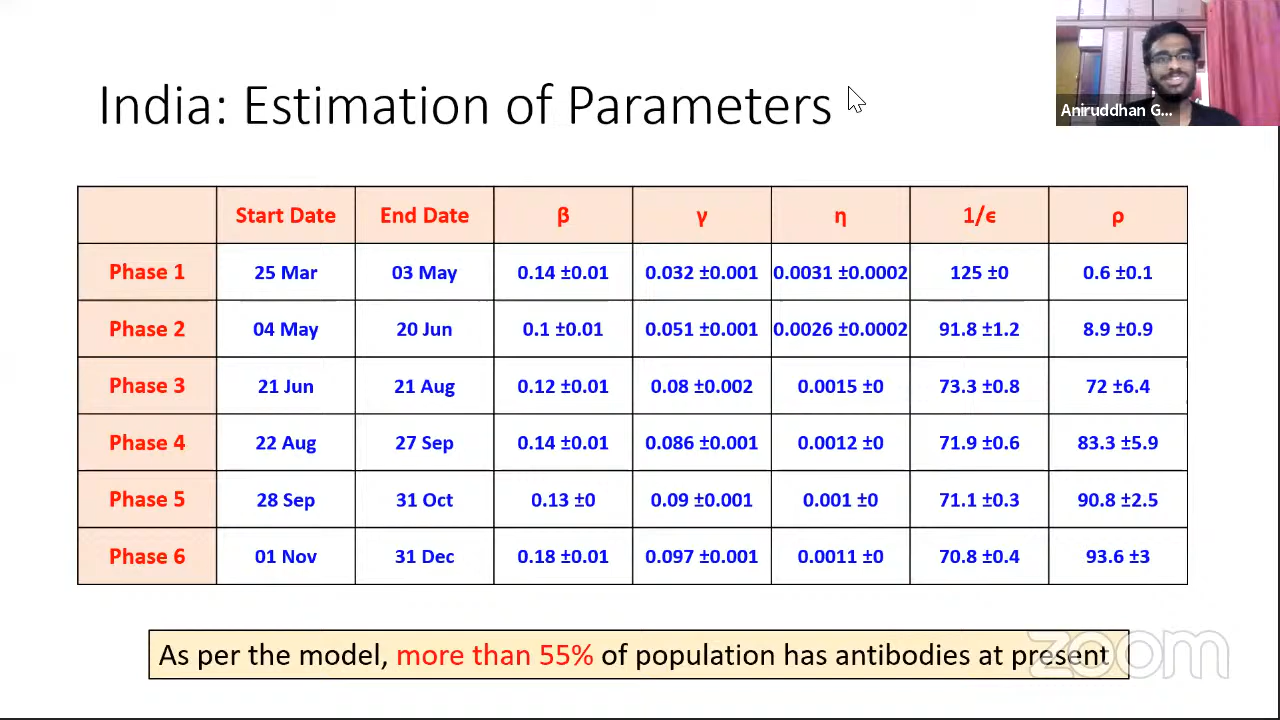 India: Estimation of Parameters
Aniruddhan G...
Start Date End Date β γ η 1/ϵ ρ
Phase 1 25 Mar 03 May 0.14 ±0.01 0.032 ±0.001 0.0031 ±0.0002 125 ±0 0.6 ±0.1
Phase 2 04 May 20 Jun 0.1 ±0.01 0.051 ±0.001 0.0026 ±0.0002 91.8 ±1.2 8.9 ±0.9
Phase 3 21 Jun 21 Aug 0.12 ±0.01 0.08 ±0.002 0.0015 ±0 73.3 ±0.8 72 ±6.4
Phase 4 22 Aug 27 Sep 0.14 ±0.01 0.086 ±0.001 0.0012 ±0 71.9 ±0.6 83.3 ±5.9
Phase 5 28 Sep 31 Oct 0.13 ±0 0.09 ±0.001 0.001 ±0 71.1 ±0.3 90.8 ±2.5
Phase 6 01 Nov 31 Dec 0.18 ±0.01 0.097 ±0.001 0.0011 ±0 70.8 ±0.4 93.6 ±3
As per the model, more than 55% of population has antibodies at present
zoom